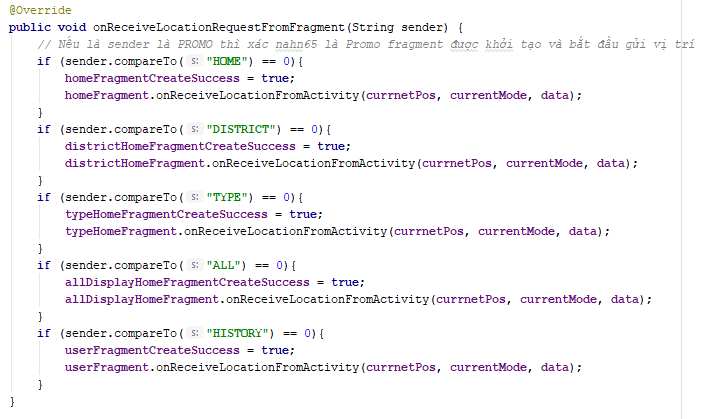 @Override
public void onReceiveLocationRequestFromFragment(String sender) {
// Nếu là sender là PROMO thì xác nahn65 là Promo fragment được khởi tạo và bắt đầu gửi vị trí
if (sender.compareTo( s: "HOME") == 0){
homeFragmentCreateSuccess = true;
homeFragment.onReceiveLocationFromActivity(currnetPos, currentMode, data);
}
if (sender.compareTo( s: "DISTRICT") == 0){
districtHomeFragmentCreateSuccess = true;
districtHomeFragment.onReceiveLocationFromActivity(currnetPos, currentMode, data);
}
if (sender.compareTo( s: "TYPE") == 0){
typeHomeFragmentCreateSuccess = true;
typeHomeFragment.onReceiveLocationFromActivity(currnetPos, currentMode, data);
}
if (sender.compareTo( s: "ALL") == 0){
allDisplayHomeFragmentCreateSuccess = true;
allDisplayHomeFragment.onReceiveLocationFromActivity(currnetPos, currentMode, data);
}
if (sender.compareTo( s: "HISTORY") == 0){
userFragmentCreateSuccess = true;
userFragment.onReceiveLocationFromActivity(currnetPos, currentMode, data);
}
}